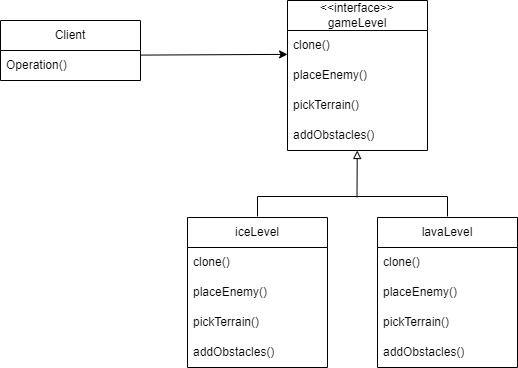 <<interface>>
gameLevel
clone()
placeEnemy()
pickTerrain()
addObstacles()
Client
Operation()
iceLevel
clone()
placeEnemy()
pickTerrain()
addObstacles()
lavaLevel
clone()
placeEnemy()
pickTerrain()
addObstacles()